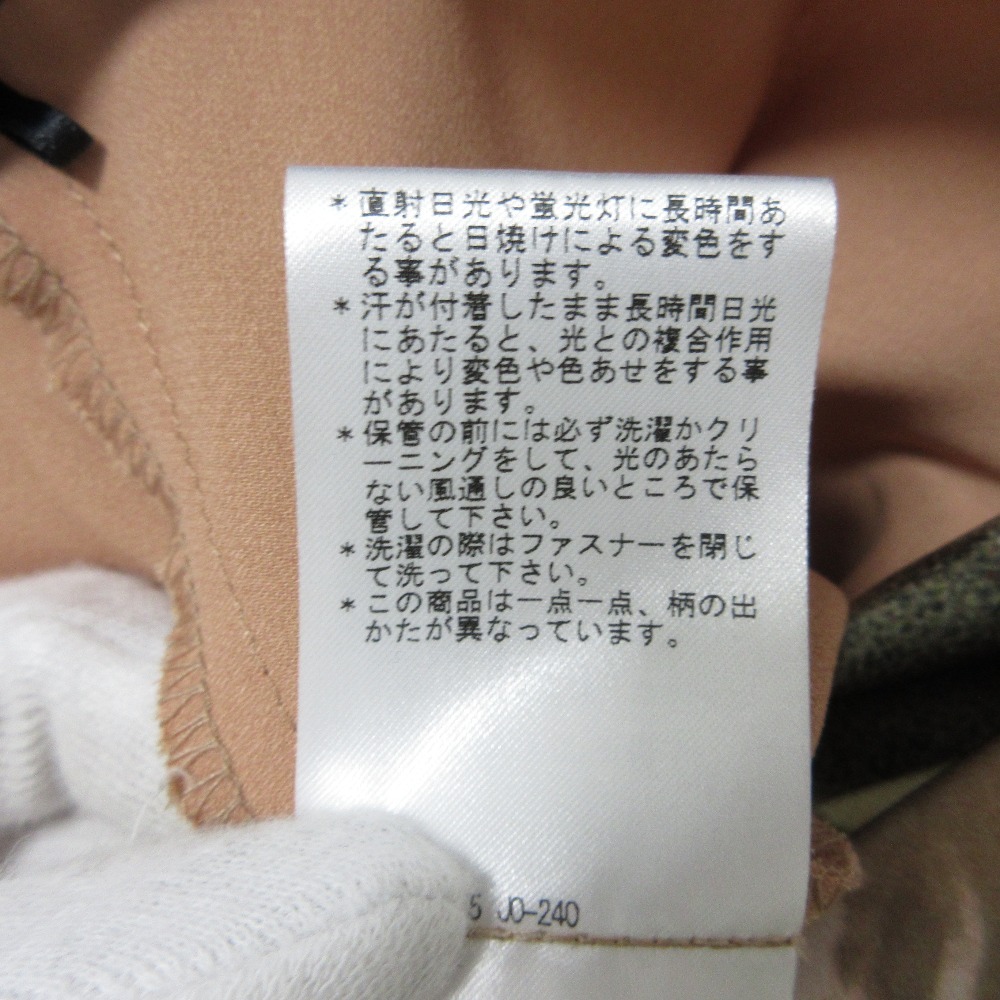 *直射日光や蛍光灯に長時間あ
たると日焼けによる変色をす
る事があります。
*汗が付着したまま長時間日光
にあたると、光との複合作用
により変色や色あせをする事
があります。
*保管の前には必ず洗濯かクリ
ーニングをして、光のあたら
ない風通しの良いところで保
管して下さい。
*洗濯の際はファスナーを閉じ
て洗って下さい。
*この商品は一点一点、柄の出
かたが異なっています。